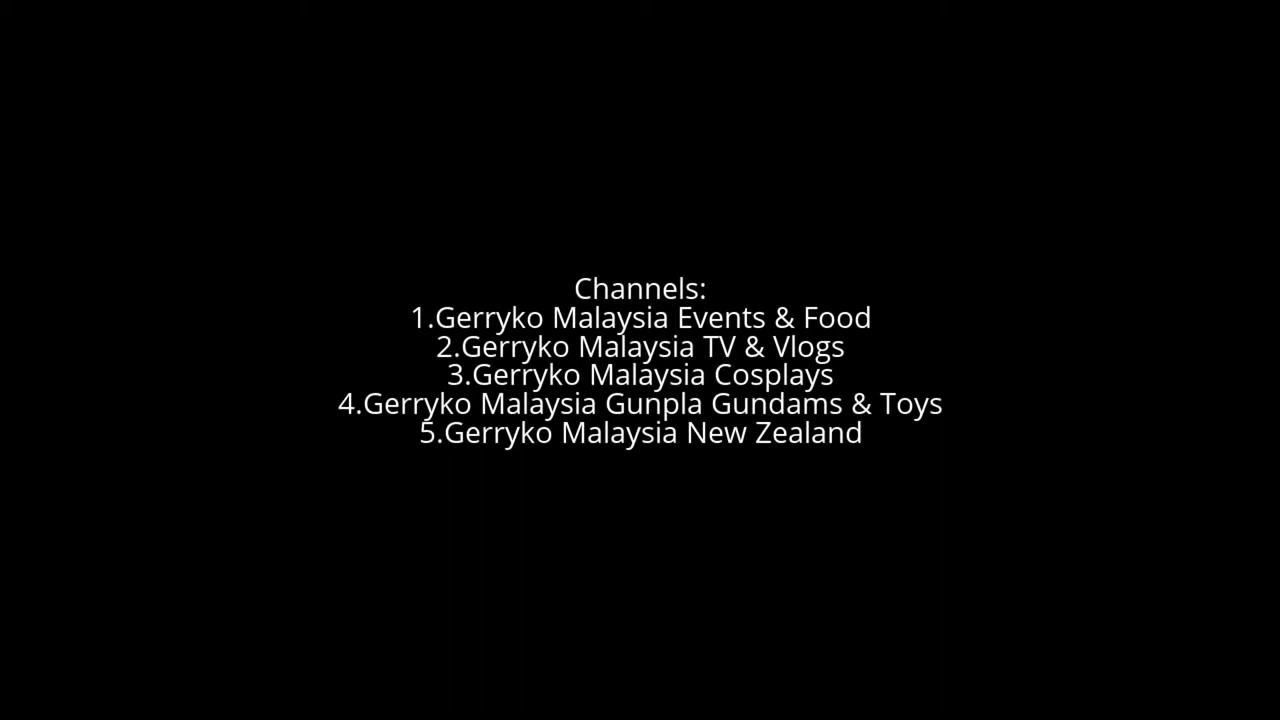 Channels:
1.Gerryko Malaysia Events & Food
2.Gerryko Malaysia TV & Vlogs
3.Gerryko Malaysia Cosplays
4.Gerryko Malaysia Gunpla Gundams & Toys
5.Gerryko Malaysia New Zealand